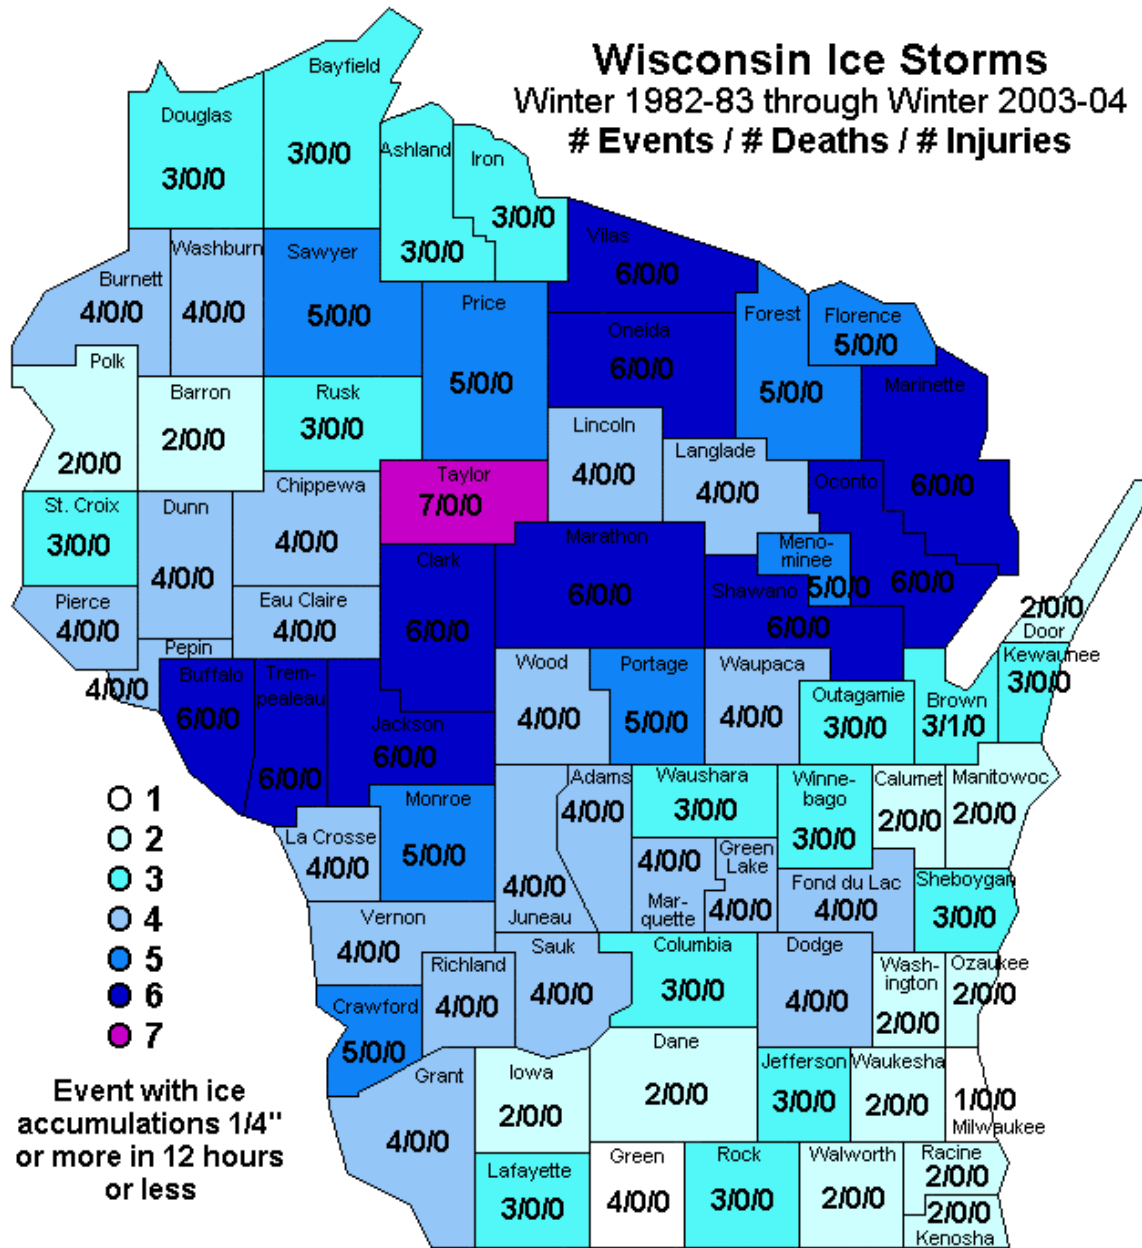 Wisconsin Ice Storms
Winter 1982-83 through Winter 2003-04
# Events / # Deaths / # Injuries
Bayfield
3/0/0
Douglas
3/0/0
Ashland
3/0/0
Iron
3/0/0
Vilas
6/0/0
Burnett
4/0/0
Washburn
4/0/0
Sawyer
5/0/0
Price
5/0/0
Oneida
6/0/0
Forest
5/0/0
Florence
5/0/0
Marinette
6/0/0
Polk
2/0/0
Barron
2/0/0
Rusk
3/0/0
Lincoln
4/0/0
Langlade
4/0/0
Oconto
6/0/0
Taylor
7/0/0
St. Croix
3/0/0
Dunn
4/0/0
Chippewa
4/0/0
Clark
6/0/0
Marathon
6/0/0
Meno-
minee
5/0/0
Shawano
6/0/0
Door
2/0/0
Pierce
4/0/0
Pepin
4/0/0
Eau Claire
4/0/0
Buffalo
6/0/0
Trem-
pealeau
6/0/0
Jackson
6/0/0
Wood
4/0/0
Portage
5/0/0
Waupaca
4/0/0
Outagamie
3/0/0
Brown
3/1/0
Kewaunee
3/0/0
Monroe
5/0/0
La Crosse
4/0/0
Juneau
4/0/0
Adams
4/0/0
Waushara
3/0/0
Winne-
bago
3/0/0
Calumet
2/0/0
Manitowoc
2/0/0
Mar-
quette
4/0/0
Green
Lake
4/0/0
Fond du Lac
4/0/0
Sheboygan
3/0/0
Vernon
4/0/0
Richland
4/0/0
Sauk
4/0/0
Columbia
3/0/0
Dodge
4/0/0
Wash-
ington
2/0/0
Ozaukee
2/0/0
Crawford
5/0/0
Grant
4/0/0
Iowa
2/0/0
Dane
2/0/0
Jefferson
3/0/0
Waukesha
2/0/0
1/0/0
Milwaukee
Lafayette
3/0/0
Green
4/0/0
Rock
3/0/0
Walworth
2/0/0
Racine
2/0/0
2/0/0
Kenosha
1
2
3
4
5
6
7
Event with ice
accumulations 1/4"
or more in 12 hours
or less